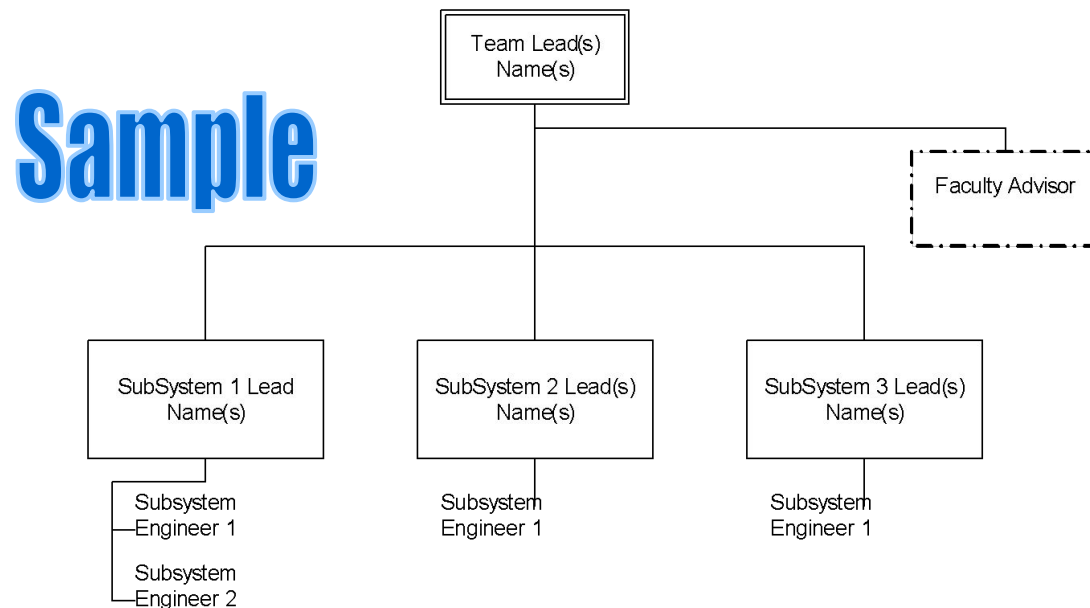 Team Lead(s)
Name(s)
Sample
Faculty Advisor
SubSystem 1 Lead
Name(s)
SubSystem 2 Lead(s)
Name(s)
SubSystem 3 Lead(s)
Name(s)
Subsystem
Engineer 1
Subsystem
Engineer 2
Subsystem
Engineer 1
Subsystem
Engineer 1